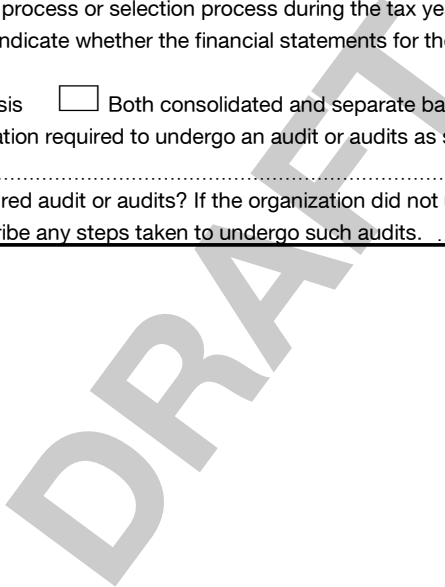 process or selection process during the tax ye
ndicate whether the financial statements for the
sis Both consolidated and separate ba
ation required to undergo an audit or audits as s
red audit or audits? If the organization did not
ribe any steps taken to undergo such audits.
DRAFT